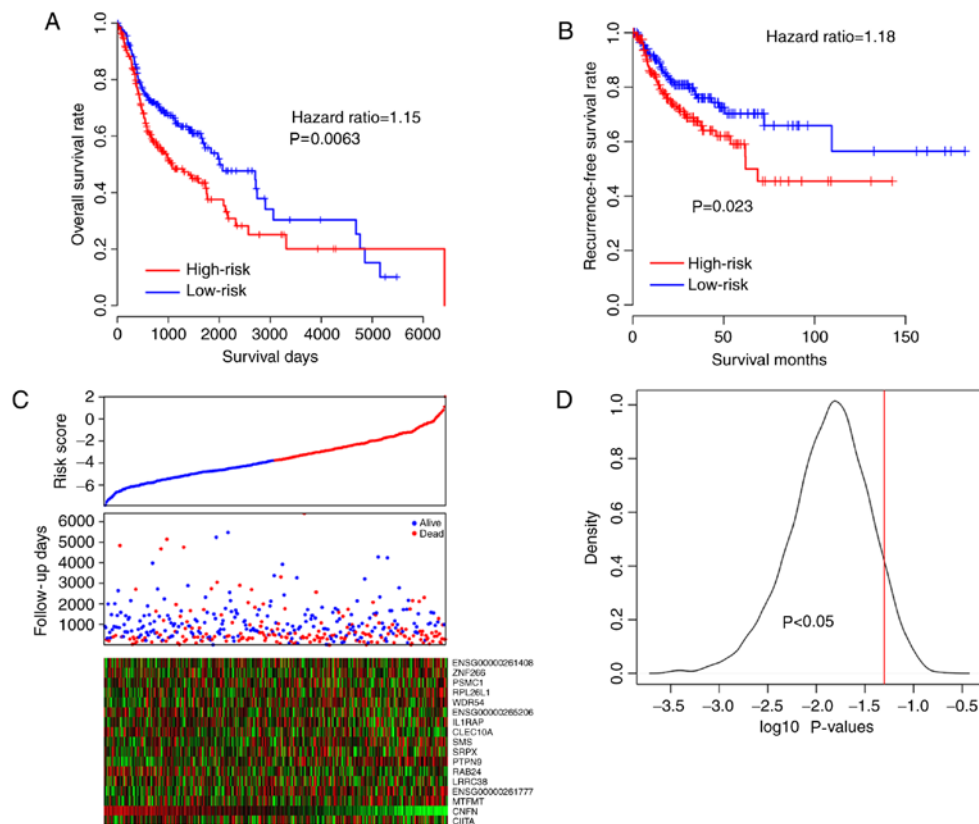 A
Hazard ratio=1.15
P=0.0063
Overall survival rate
1.0
0.8
0.6
0.4
0.2
0.0
High-risk
Low-risk
0 1000 2000 3000 4000 5000 6000
Survival days
B
Hazard ratio=1.18
Recurrence-free survival rate
1.0
0.8
0.6
0.4
0.2
0.0
P=0.023
High-risk
Low-risk
0 50 100 150
Survival months
C
Risk score
2
0
−2
−4
−6
Follow-up days
6000
5000
4000
3000
2000
1000
Alive
Dead
ENSG00000261408
ZNF266
PSMC1
RPL26L1
WDR54
ENSG00000265206
IL1RAP
CLEC10A
SMS
SRPX
PTPN9
RAB24
LRRC38
ENSG00000261777
MTFMT
CNFN
CIITA
D
Density
1.0
0.8
0.6
0.4
0.2
0.0
P<0.05
−3.5 −3.0 −2.5 −2.0 −1.5 −1.0 −0.5
log10 P-values